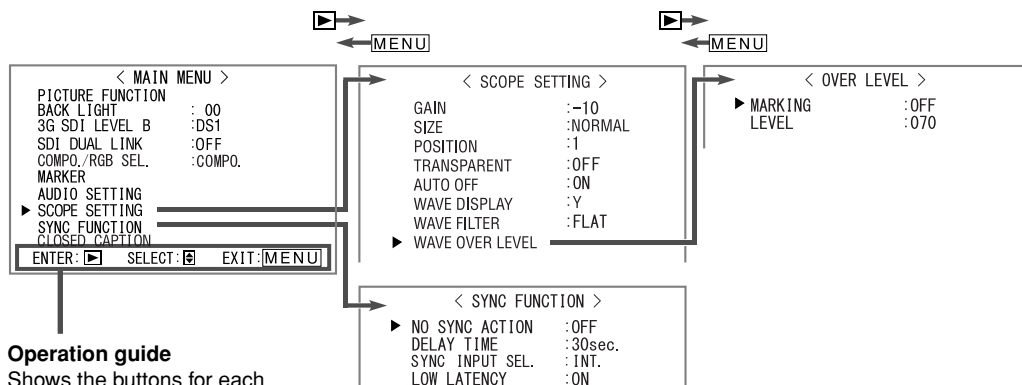 MENU
MENU
< MAIN MENU >
PICTURE FUNCTION
BACK LIGHT : 00
3G SDI LEVEL B :DS1
SDI DUAL LINK :OFF
COMPO./RGB SEL. :COMPO.
MARKER
AUDIO SETTING
SCOPE SETTING
SYNC FUNCTION
CLOSED CAPTION
ENTER: SELECT: EXIT:MENU
< SCOPE SETTING >
GAIN :-10
SIZE :NORMAL
POSITION :1
TRANSPARENT :OFF
AUTO OFF :ON
WAVE DISPLAY :Y
WAVE FILTER :FLAT
WAVE OVER LEVEL
< OVER LEVEL >
MARKING :OFF
LEVEL :070
< SYNC FUNCTION >
NO SYNC ACTION :OFF
DELAY TIME :30sec.
SYNC INPUT SEL. :INT.
LOW LATENCY :ON
Operation guide
Shows the buttons for each